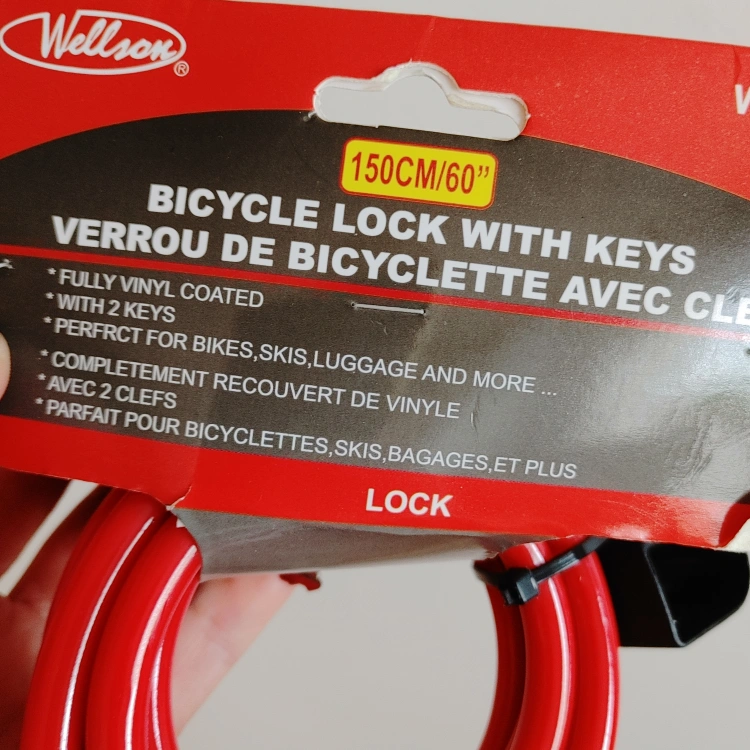 Wellson®
150CM/60”
BICYCLE LOCK WITH KEYS
VERROU DE BICYCLETTE AVEC CLE
* FULLY VINYL COATED
* WITH 2 KEYS
* PERFRCT FOR BIKES,SKIS,LUGGAGE AND MORE ...
* COMPLETEMENT RECOUVERT DE VINYLE
* AVEC 2 CLEFS
* PARFAIT POUR BICYCLETTES,SKIS,BAGAGES,ET PLUS
LOCK